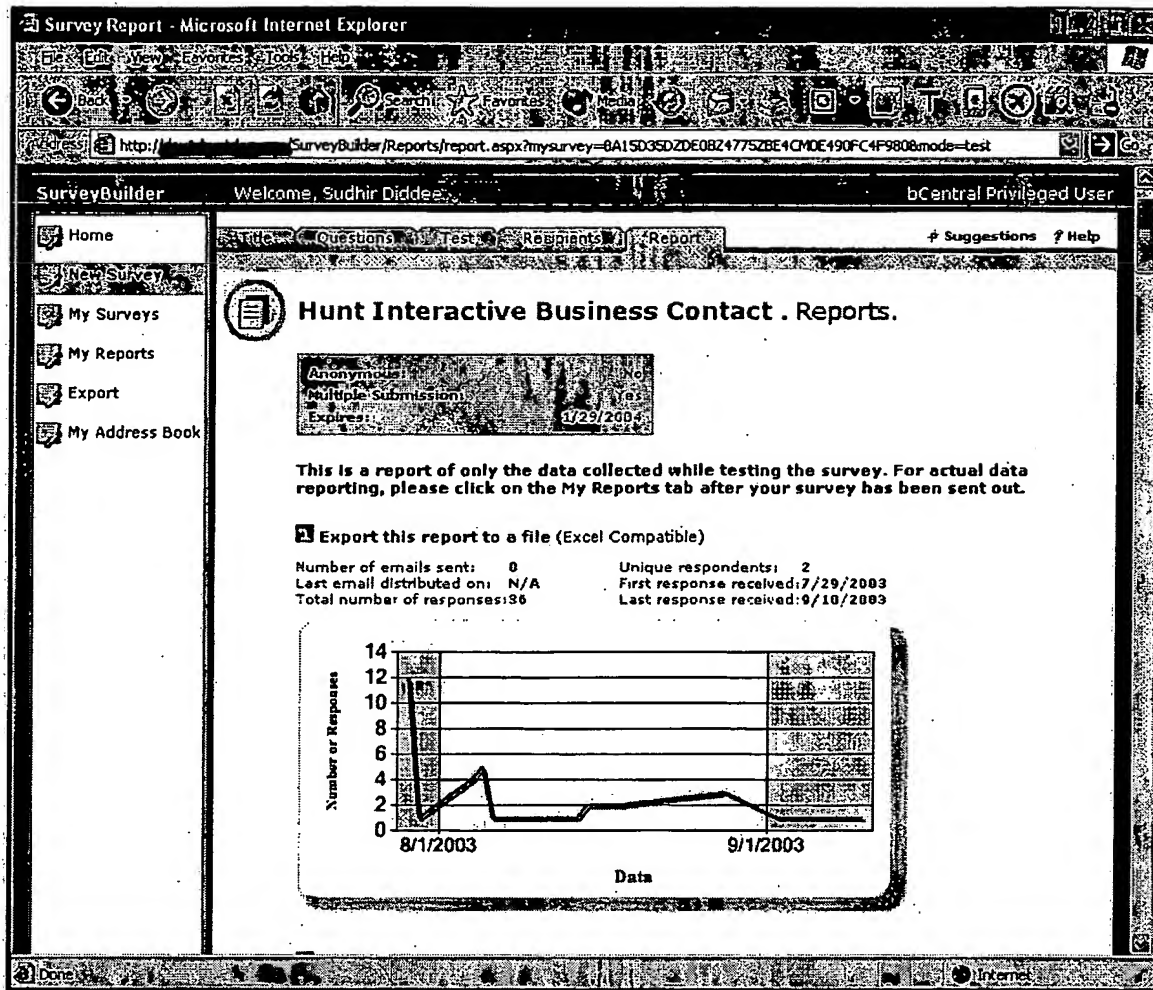 Survey Report - Microsoft Internet Explorer
File Edit View Favorites Tools Help
Back Search Favorites Media
Address http:// SurveyBuilder/Reports/report.aspx?mysurvey=8A15D35DZDE08Z4775ZBE4CM0E490FC4F980&mode=test Go
SurveyBuilder Welcome, Sudhir Diddee bCentral Privileged User
Home
New Survey
My Surveys
My Reports
Export
My Address Book
Title Questions Test Recipients Report Suggestions ? Help
Hunt Interactive Business Contact . Reports.
Anonymous: No
Multiple Submission: Yes
Expires: 1/29/2004
This is a report of only the data collected while testing the survey. For actual data
reporting, please click on the My Reports tab after your survey has been sent out.
Export this report to a file (Excel Compatible)
Number of emails sent: 0 Unique respondents: 2
Last email distributed on: N/A First response received:7/29/2003
Total number of responses:36 Last response received:9/10/2003
Number or Responses
14
12
10
8
6
4
2
0
8/1/2003 9/1/2003
Data
Done Internet